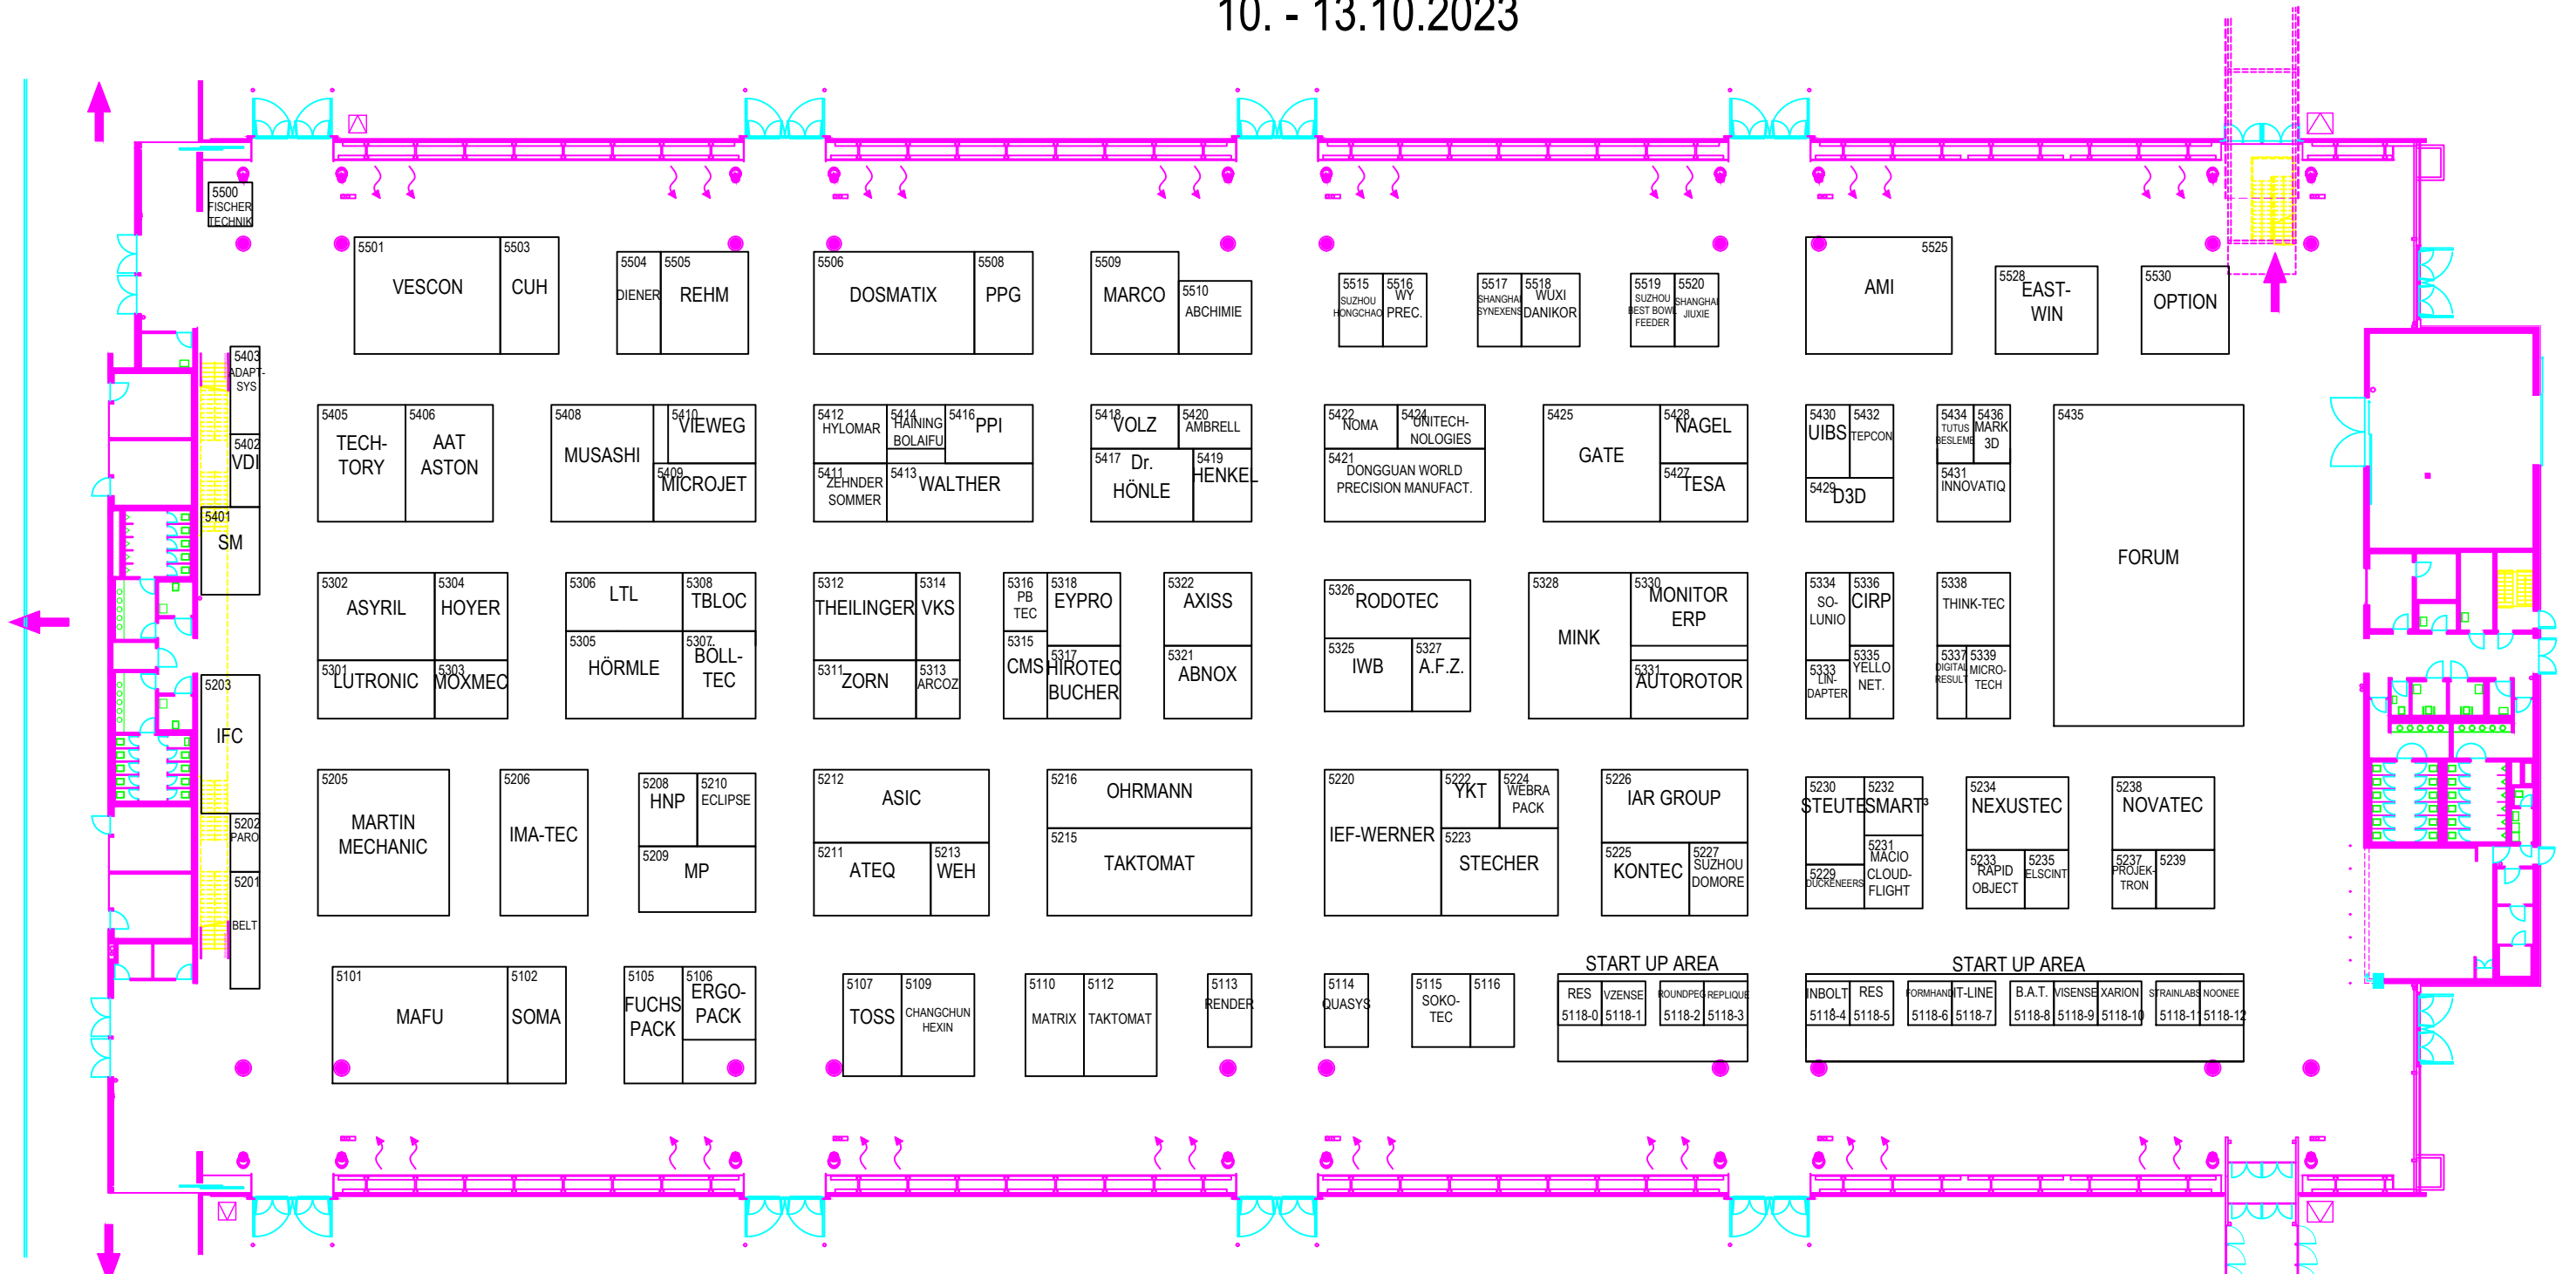 10. - 13.10.2023
5500
FISCHER
TECHNIK
5501
VESCON
5503
CUH
5504
DIENER
5505
REHM
5506
DOSMATIX
5508
PPG
5509
MARCO
5510
ABCHIMIE
5515
SUZHOU
HONGCHAO
5516
WY
PREC.
5517
SHANGHAI
SYNEXENS
5518
WUXI
DANIKOR
5519
SUZHOU
BEST BOWL
FEEDER
5520
SHANGHAI
JIUXIE
5525
AMI
5528
EAST-
WIN
5530
OPTION
5403
ADAPT-
SYS
5402
VDI
5401
SM
5405
TECH-
TORY
5406
AAT
ASTON
5408
MUSASHI
5410
VIEWEG
5409
MICROJET
5412
HYLOMAR
5414
HAINING
BOLAIFU
5416
PPI
5411
ZEHNDER
SOMMER
5413
WALTHER
5418
VOLZ
5420
AMBRELL
5417
Dr.
HÖNLE
5419
HENKEL
5422
NOMA
5424
UNITECH-
NOLOGIES
5421
DONGGUAN WORLD
PRECISION MANUFACT.
5425
GATE
5428
NAGEL
5427
TESA
5430
UIBS
5432
TEPCON
5429
D3D
5434
TUTUS
BESLEME
5436
MARK
3D
5431
INNOVATIQ
5435
FORUM
5302
ASYRIL
5304
HOYER
5301
LUTRONIC
5303
MOXMEC
5306
LTL
5308
TBLOC
5305
HÖRMLE
5307
BÖLL-
TEC
5312
THEILINGER
5314
VKS
5311
ZORN
5313
ARCOZ
5316
PB
TEC
5318
EYPRO
5315
CMS
5317
HIROTEC
BUCHER
5322
AXISS
5321
ABNOX
5326
RODOTEC
5325
IWB
5327
A.F.Z.
5328
MINK
5330
MONITOR
ERP
5331
AUTOROTOR
5334
SO-
LUNIO
5336
CIRP
5333
LIN-
DAPTER
5335
YELLO
NET.
5338
THINK-TEC
5337
DIGITAL
RESULT
5339
MICRO-
TECH
5203
IFC
5202
PARO
5201
BELT
5205
MARTIN
MECHANIC
5206
IMA-TEC
5208
HNP
5210
ECLIPSE
5209
MP
5212
ASIC
5211
ATEQ
5213
WEH
5216
OHRMANN
5215
TAKTOMAT
5220
IEF-WERNER
5222
YKT
5224
WEBRA
PACK
5223
STECHER
5226
IAR GROUP
5225
KONTEC
5227
SUZHOU
DOMORE
5230
STEUTE
5232
SMART³
5229
DUCKENEERS
5231
MACIO
CLOUD-
FLIGHT
5234
NEXUSTEC
5233
RAPID
OBJECT
5235
ELSCINT
5238
NOVATEC
5237
PROJEK-
TRON
5239
5101
MAFU
5102
SOMA
5105
FUCHS
PACK
5106
ERGO-
PACK
5107
TOSS
5109
CHANGCHUN
HEXIN
5110
MATRIX
5112
TAKTOMAT
5113
RENDER
5114
QUASYS
5115
SOKO-
TEC
5116
START UP AREA
RES
5118-0
VZENSE
5118-1
ROUNDPEG
5118-2
REPLIQUE
5118-3
START UP AREA
INBOLT
5118-4
RES
5118-5
FORMHAND
5118-6
IT-LINE
5118-7
B.A.T.
5118-8
VISENSE
5118-9
XARION
5118-10
STRAINLABS
5118-11
NOONEE
5118-12